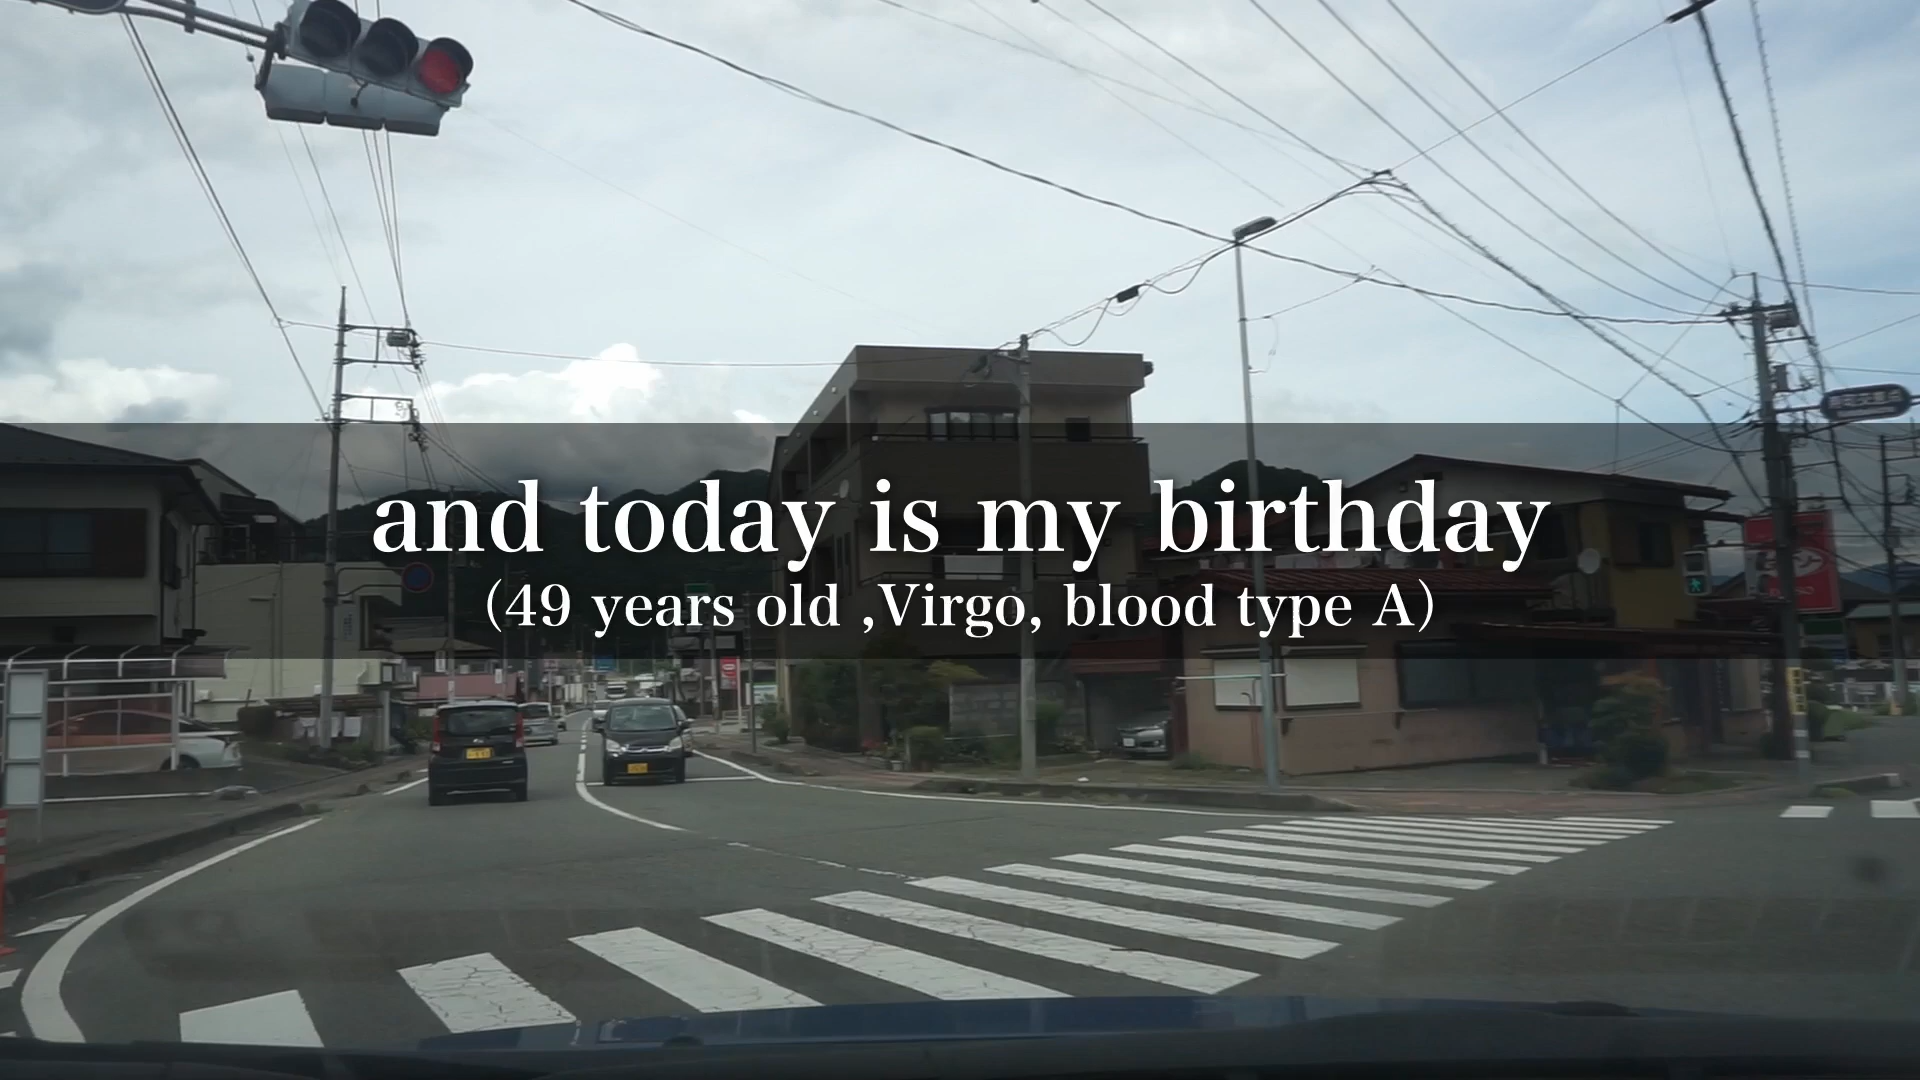 and today is my birthday
(49 years old ,Virgo, blood type A)